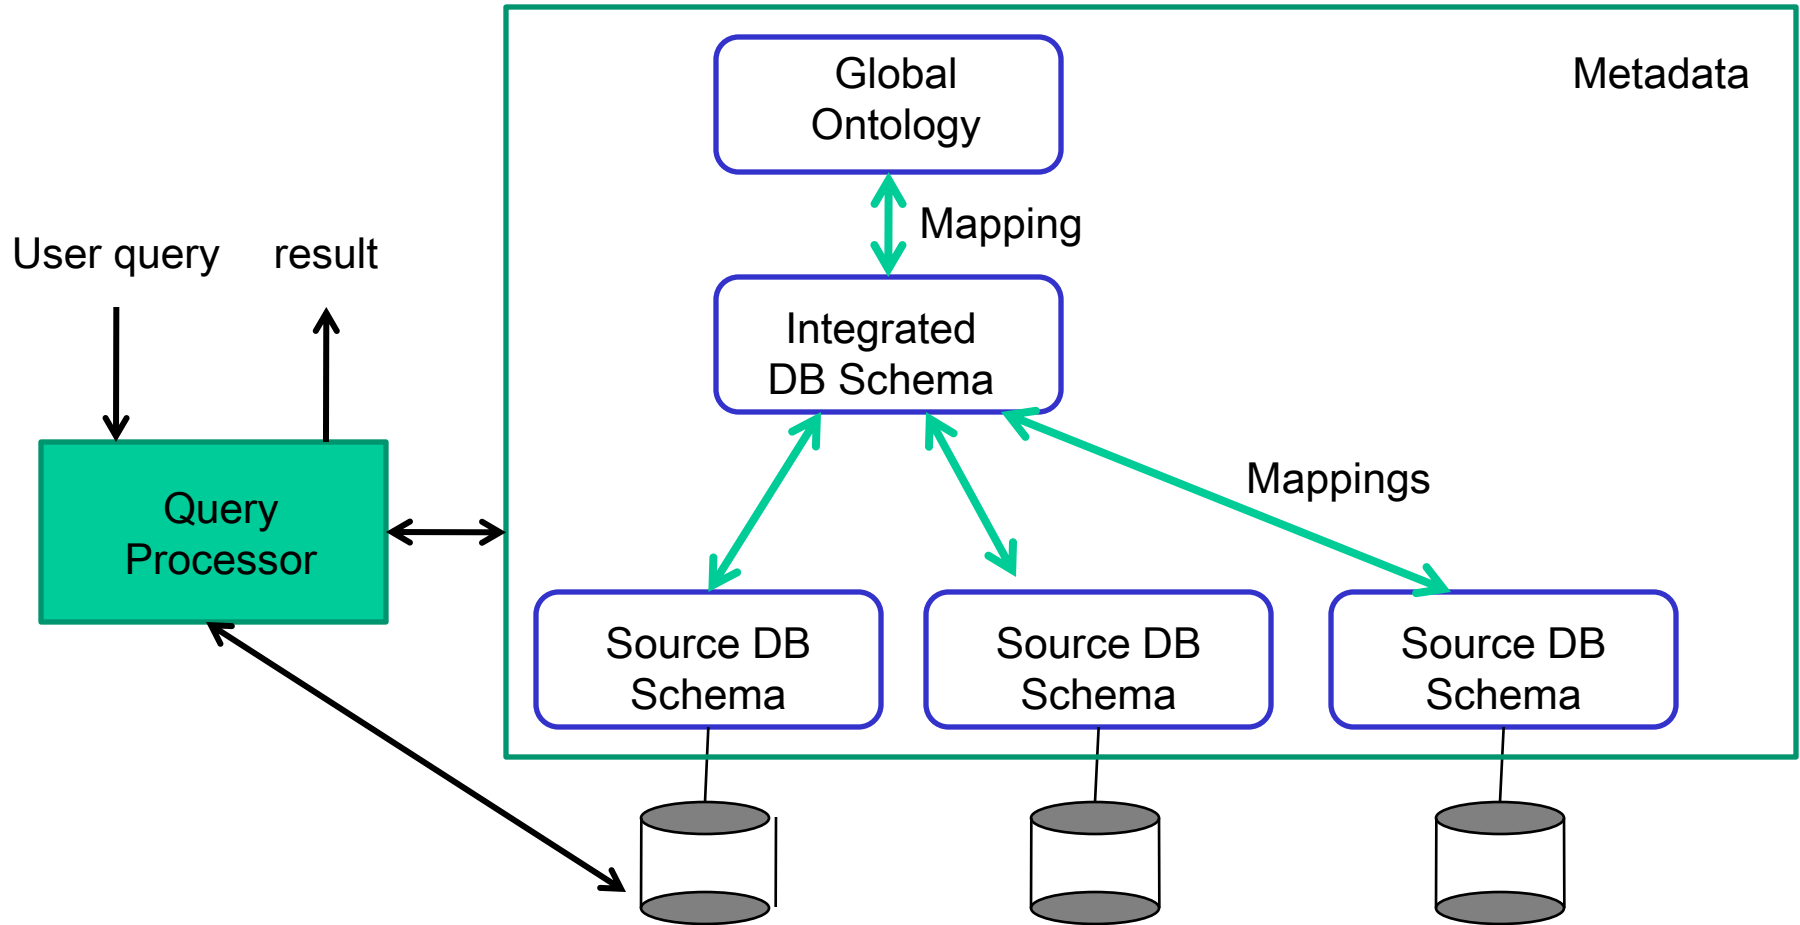 Global
Ontology
Metadata
Mapping
User query
result
Integrated
DB Schema
Mappings
Query
Processor
Source DB
Schema
Source DB
Schema
Source DB
Schema